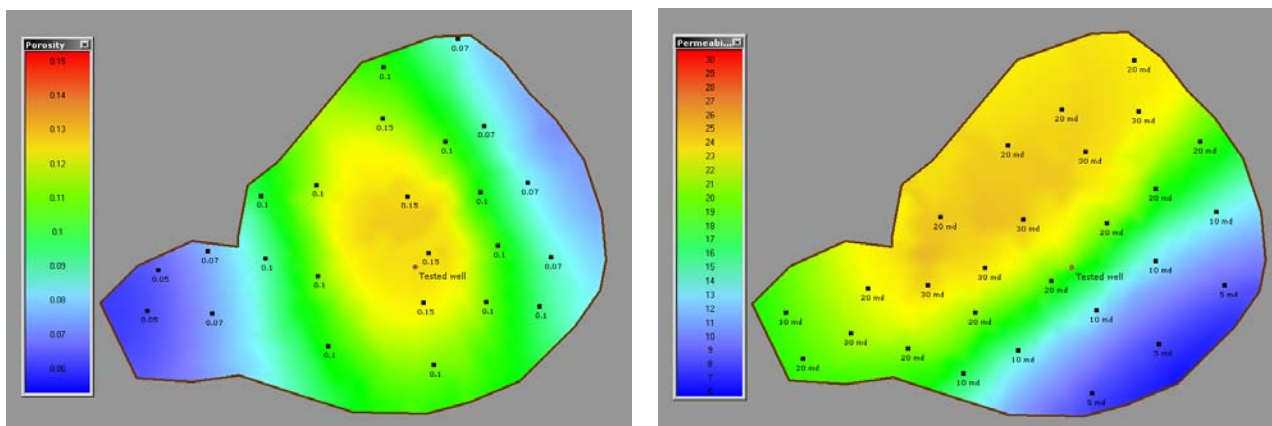 Porosity
0.15
0.14
0.13
0.12
0.11
0.1
0.09
0.08
0.07
0.06
0.07
0.1
0.15
0.07
0.1
0.1
0.07
0.1
0.15
0.1
0.1
0.07
0.1
0.15
0.07
0.05
0.1
Tested well
0.05
0.07
0.15
0.1
0.1
0.1
0.1
Permeabi...
30
29
28
27
26
25
24
23
22
21
20
19
18
17
16
15
14
13
12
11
10
9
8
7
6
20 md
20 md
30 md
20 md
30 md
20 md
20 md
20 md
30 md
20 md
10 md
30 md
10 md
Tested well
20 md
30 md
20 md
5 md
10 md
20 md
10 md
30 md
20 md
10 md
5 md
20 md
10 md
5 md